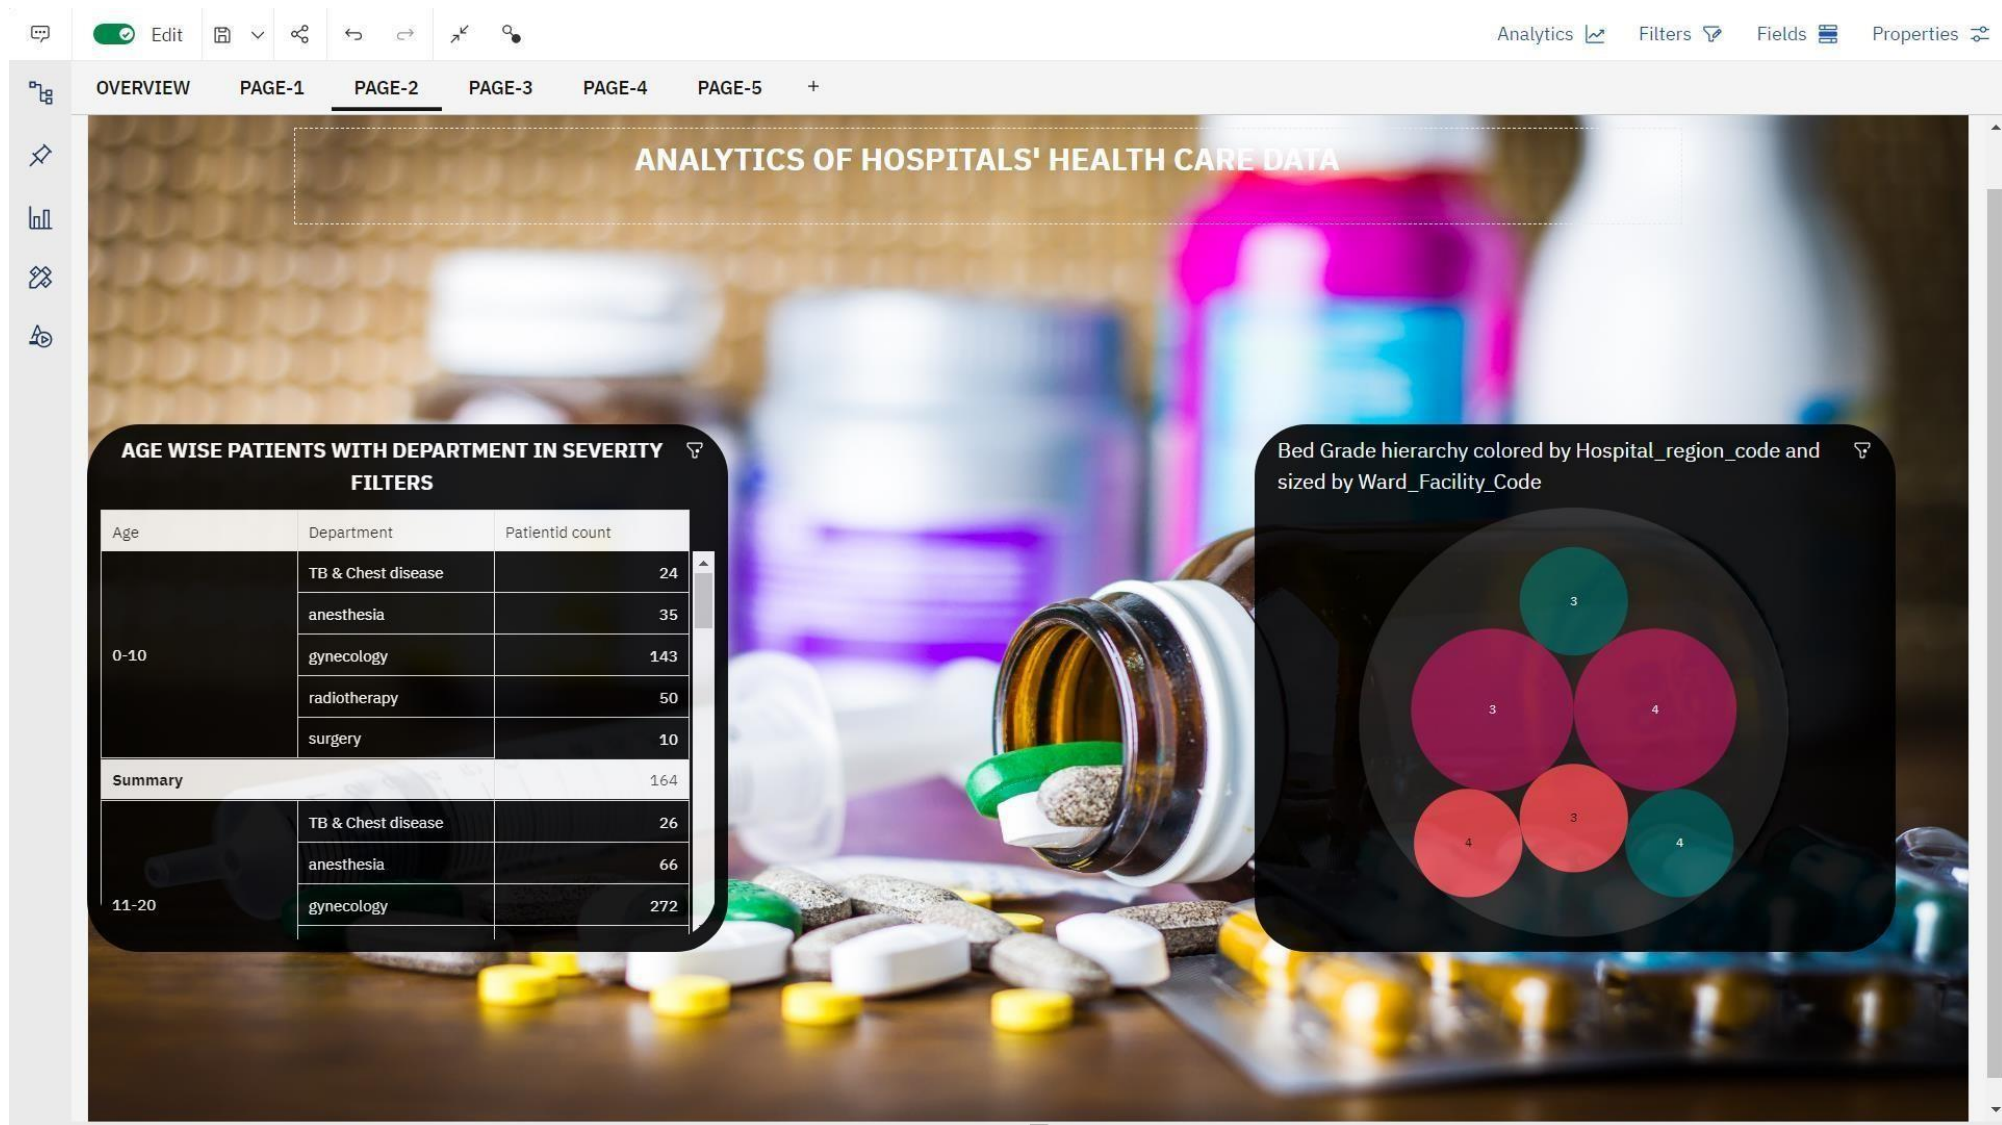 Edit
Analytics
Filters
Fields
Properties
OVERVIEW
PAGE-1
PAGE-2
PAGE-3
PAGE-4
PAGE-5
+
ANALYTICS OF HOSPITALS' HEALTH CARE DATA
AGE WISE PATIENTS WITH DEPARTMENT IN SEVERITY
FILTERS
Age Department Patientid count
0-10
TB & Chest disease 24
anesthesia 35
gynecology 143
radiotherapy 50
surgery 10
Summary 164
11-20
TB & Chest disease 26
anesthesia 66
gynecology 272
Bed Grade hierarchy colored by Hospital_region_code and
sized by Ward_Facility_Code
3
3
4
4
3
4